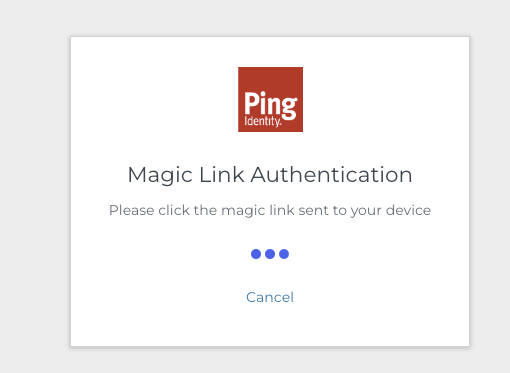 Ping
Identity.
Magic Link Authentication
Please click the magic link sent to your device
Cancel